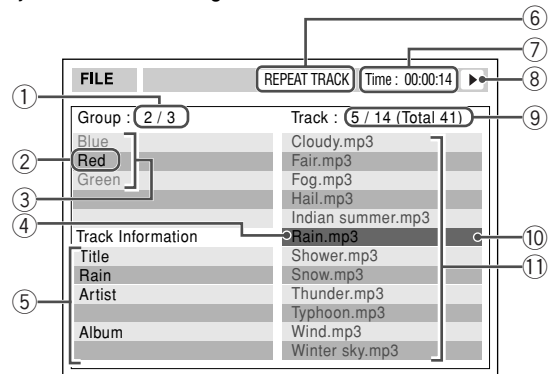 FILE
REPEAT TRACK
Time : 00:00:14
Group : 2 / 3
Track : 5 / 14 (Total 41)
Blue
Red
Green
Track Information
Title
Rain
Artist
Album
Cloudy.mp3
Fair.mp3
Fog.mp3
Hail.mp3
Indian summer.mp3
Rain.mp3
Shower.mp3
Snow.mp3
Thunder.mp3
Typhoon.mp3
Wind.mp3
Winter sky.mp3
①
②
③
④
⑤
⑥
⑦
⑧
⑨
⑩
⑪